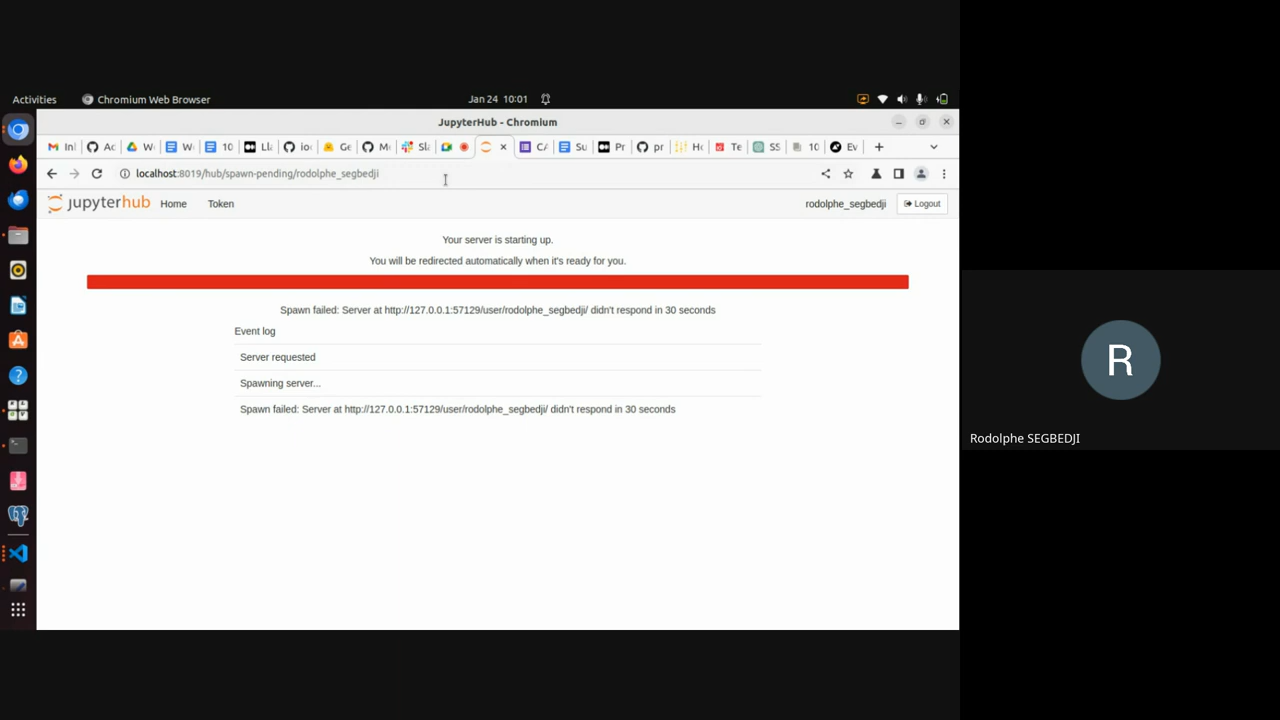 Activities
Chromium Web Browser
Jan 24 10:01
JupyterHub - Chromium
localhost:8019/hub/spawn-pending/rodolphe_segbedji
jupyterhub Home Token rodolphe_segbedji Logout
Your server is starting up.
You will be redirected automatically when it's ready for you.
Spawn failed: Server at http://127.0.0.1:57129/user/rodolphe_segbedji/ didn't respond in 30 seconds
Event log
Server requested
Spawning server...
Spawn failed: Server at http://127.0.0.1:57129/user/rodolphe_segbedji/ didn't respond in 30 seconds
R
Rodolphe SEGBEDJI